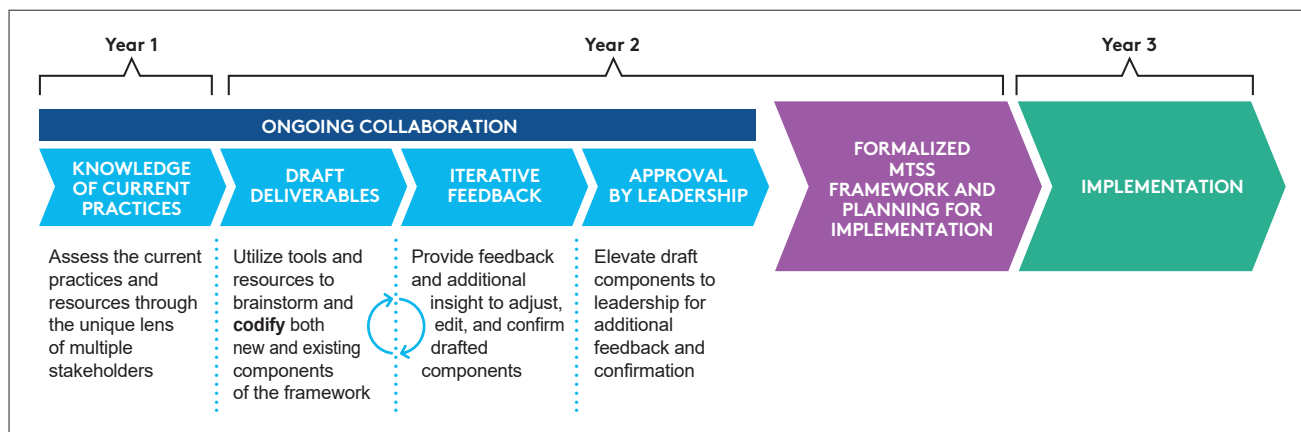 Year 1
Year 2
Year 3
ONGOING COLLABORATION
KNOWLEDGE
OF CURRENT
PRACTICES
DRAFT
DELIVERABLES
ITERATIVE
FEEDBACK
APPROVAL
BY LEADERSHIP
FORMALIZED
MTSS
FRAMEWORK AND
PLANNING FOR
IMPLEMENTATION
IMPLEMENTATION
Assess the current
practices and
resources through
the unique lens
of multiple
stakeholders
Utilize tools and
resources to
brainstorm and
codify both
new and existing
components
of the framework
Provide feedback
and additional
insight to adjust,
edit, and confirm
drafted
components
Elevate draft
components to
leadership for
additional
feedback and
confirmation